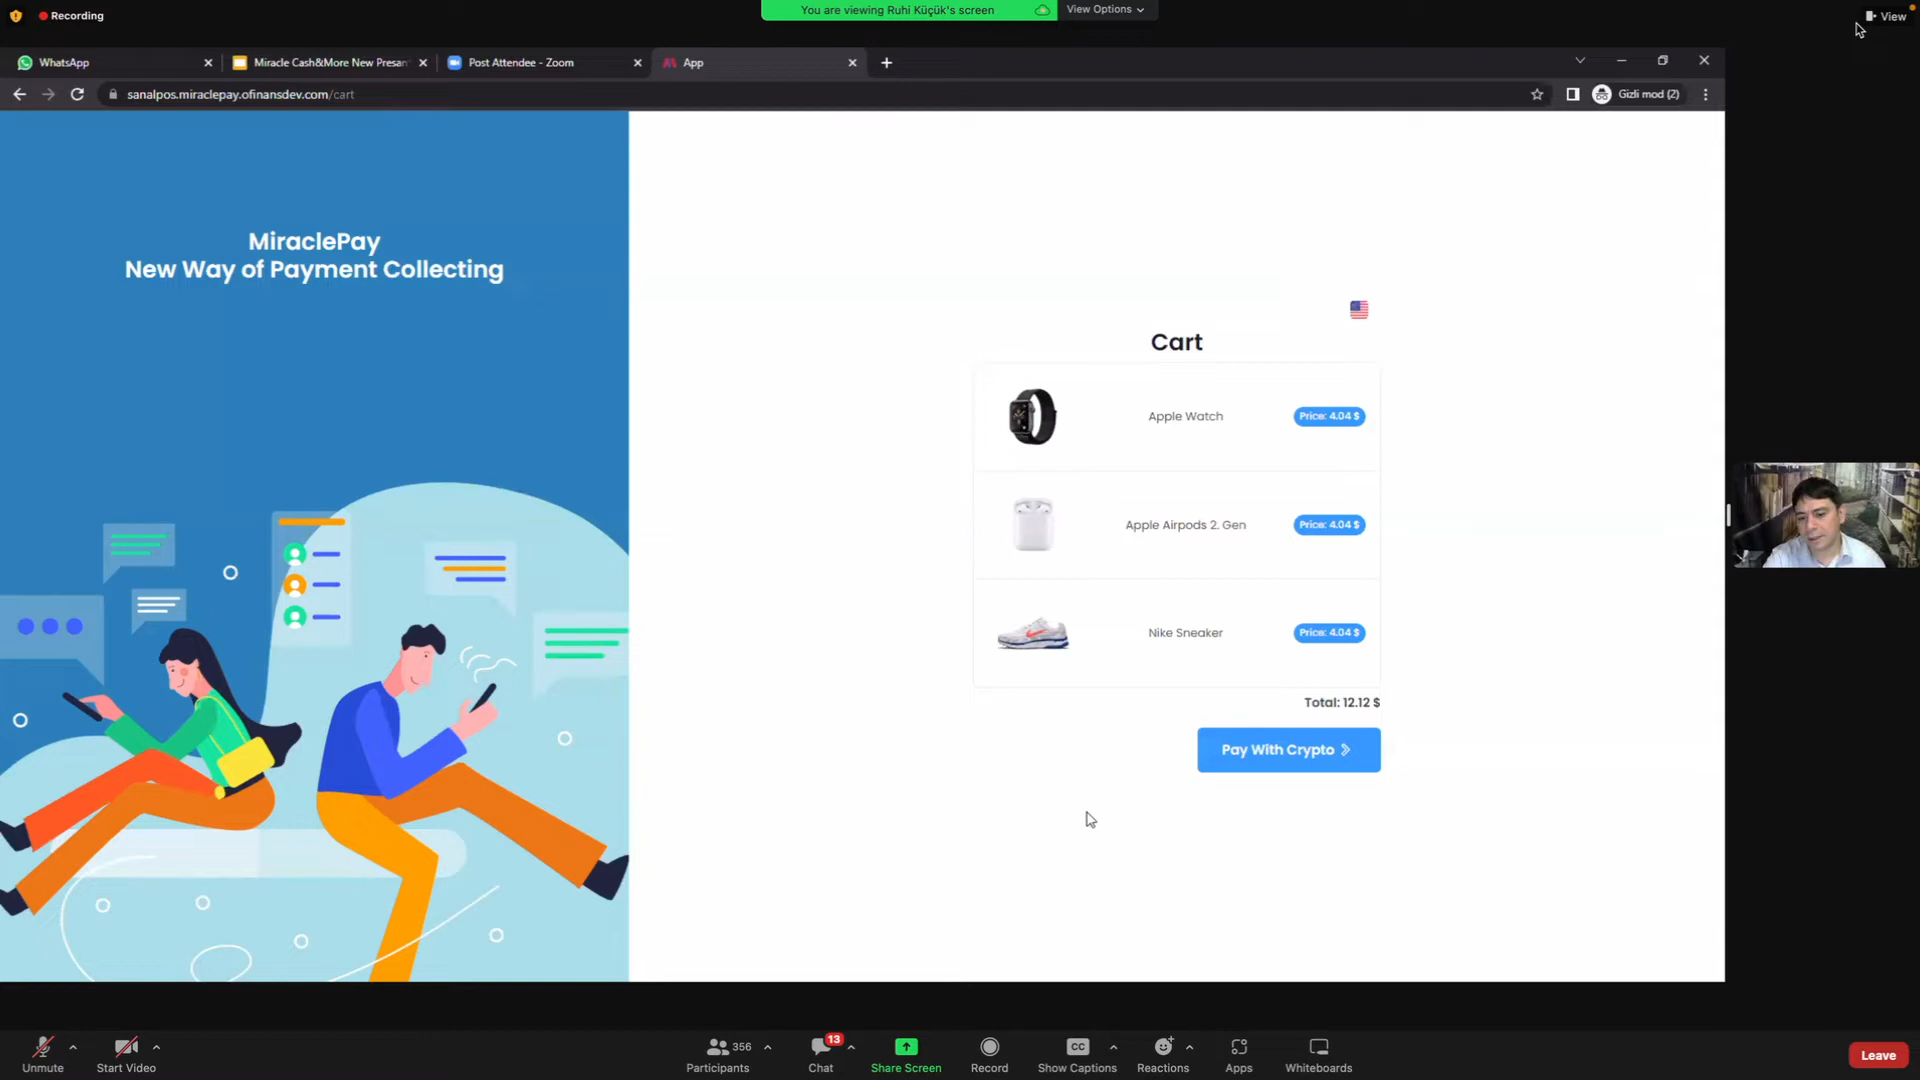 Recording
You are viewing Ruhi Küçük's screen
View Options
View
WhatsApp
Miracle Cash&More New Presan
Post Attendee - Zoom
App
sanalpos.miraclepay.ofinansdev.com/cart
Gizli mod (2)
MiraclePay
New Way of Payment Collecting
Cart
Apple Watch
Price: 4.04 $
Apple Airpods 2. Gen
Price: 4.04 $
Nike Sneaker
Price: 4.04 $
Total: 12.12 $
Pay With Crypto
Unmute
Start Video
356
Participants
13
Chat
Share Screen
Record
CC
Show Captions
Reactions
Apps
Whiteboards
Leave